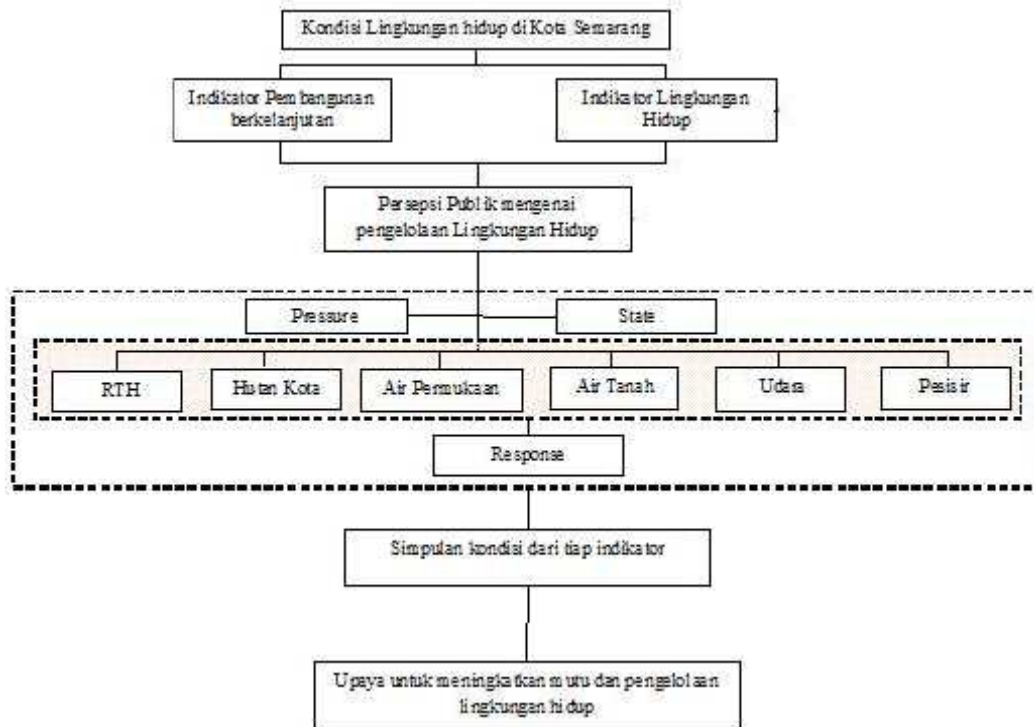 Kondisi Lingkungan hidup di Kota Semarang
Indikator Pembangunan
berkelanjutan
Indikator Lingkungan
Hidup
Persepsi Publik mengenai
pengelolaan Lingkungan Hidup
Pressure
State
RTH
Hutan Kota
Air Permukaan
Air Tanah
Udara
Pesisir
Response
Simpulan kondisi dari tiap indikator
Upaya untuk meningkatkan mutu dan pengelolaan
lingkungan hidup